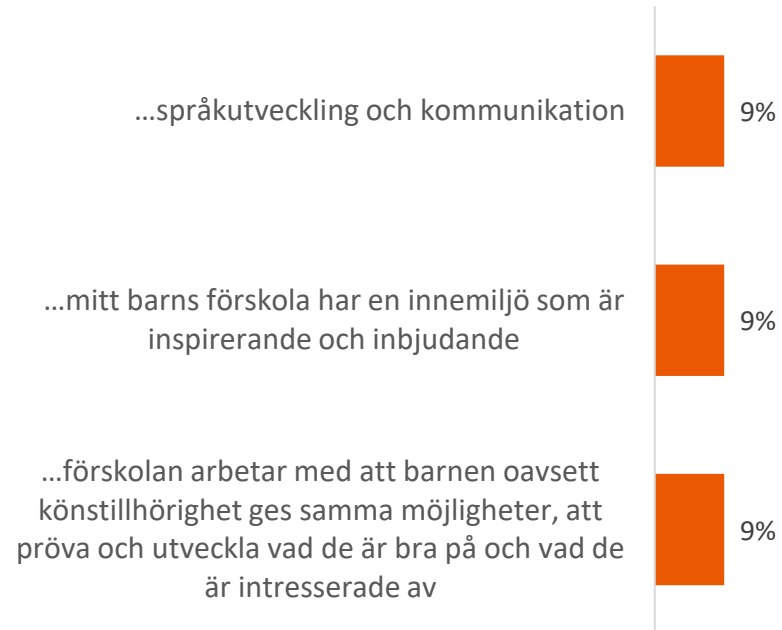 …språkutveckling och kommunikation
9%
…mitt barns förskola har en innemiljö som är
inspirerande och inbjudande
9%
…förskolan arbetar med att barnen oavsett
könstillhörighet ges samma möjligheter, att
pröva och utveckla vad de är bra på och vad de
är intresserade av
9%